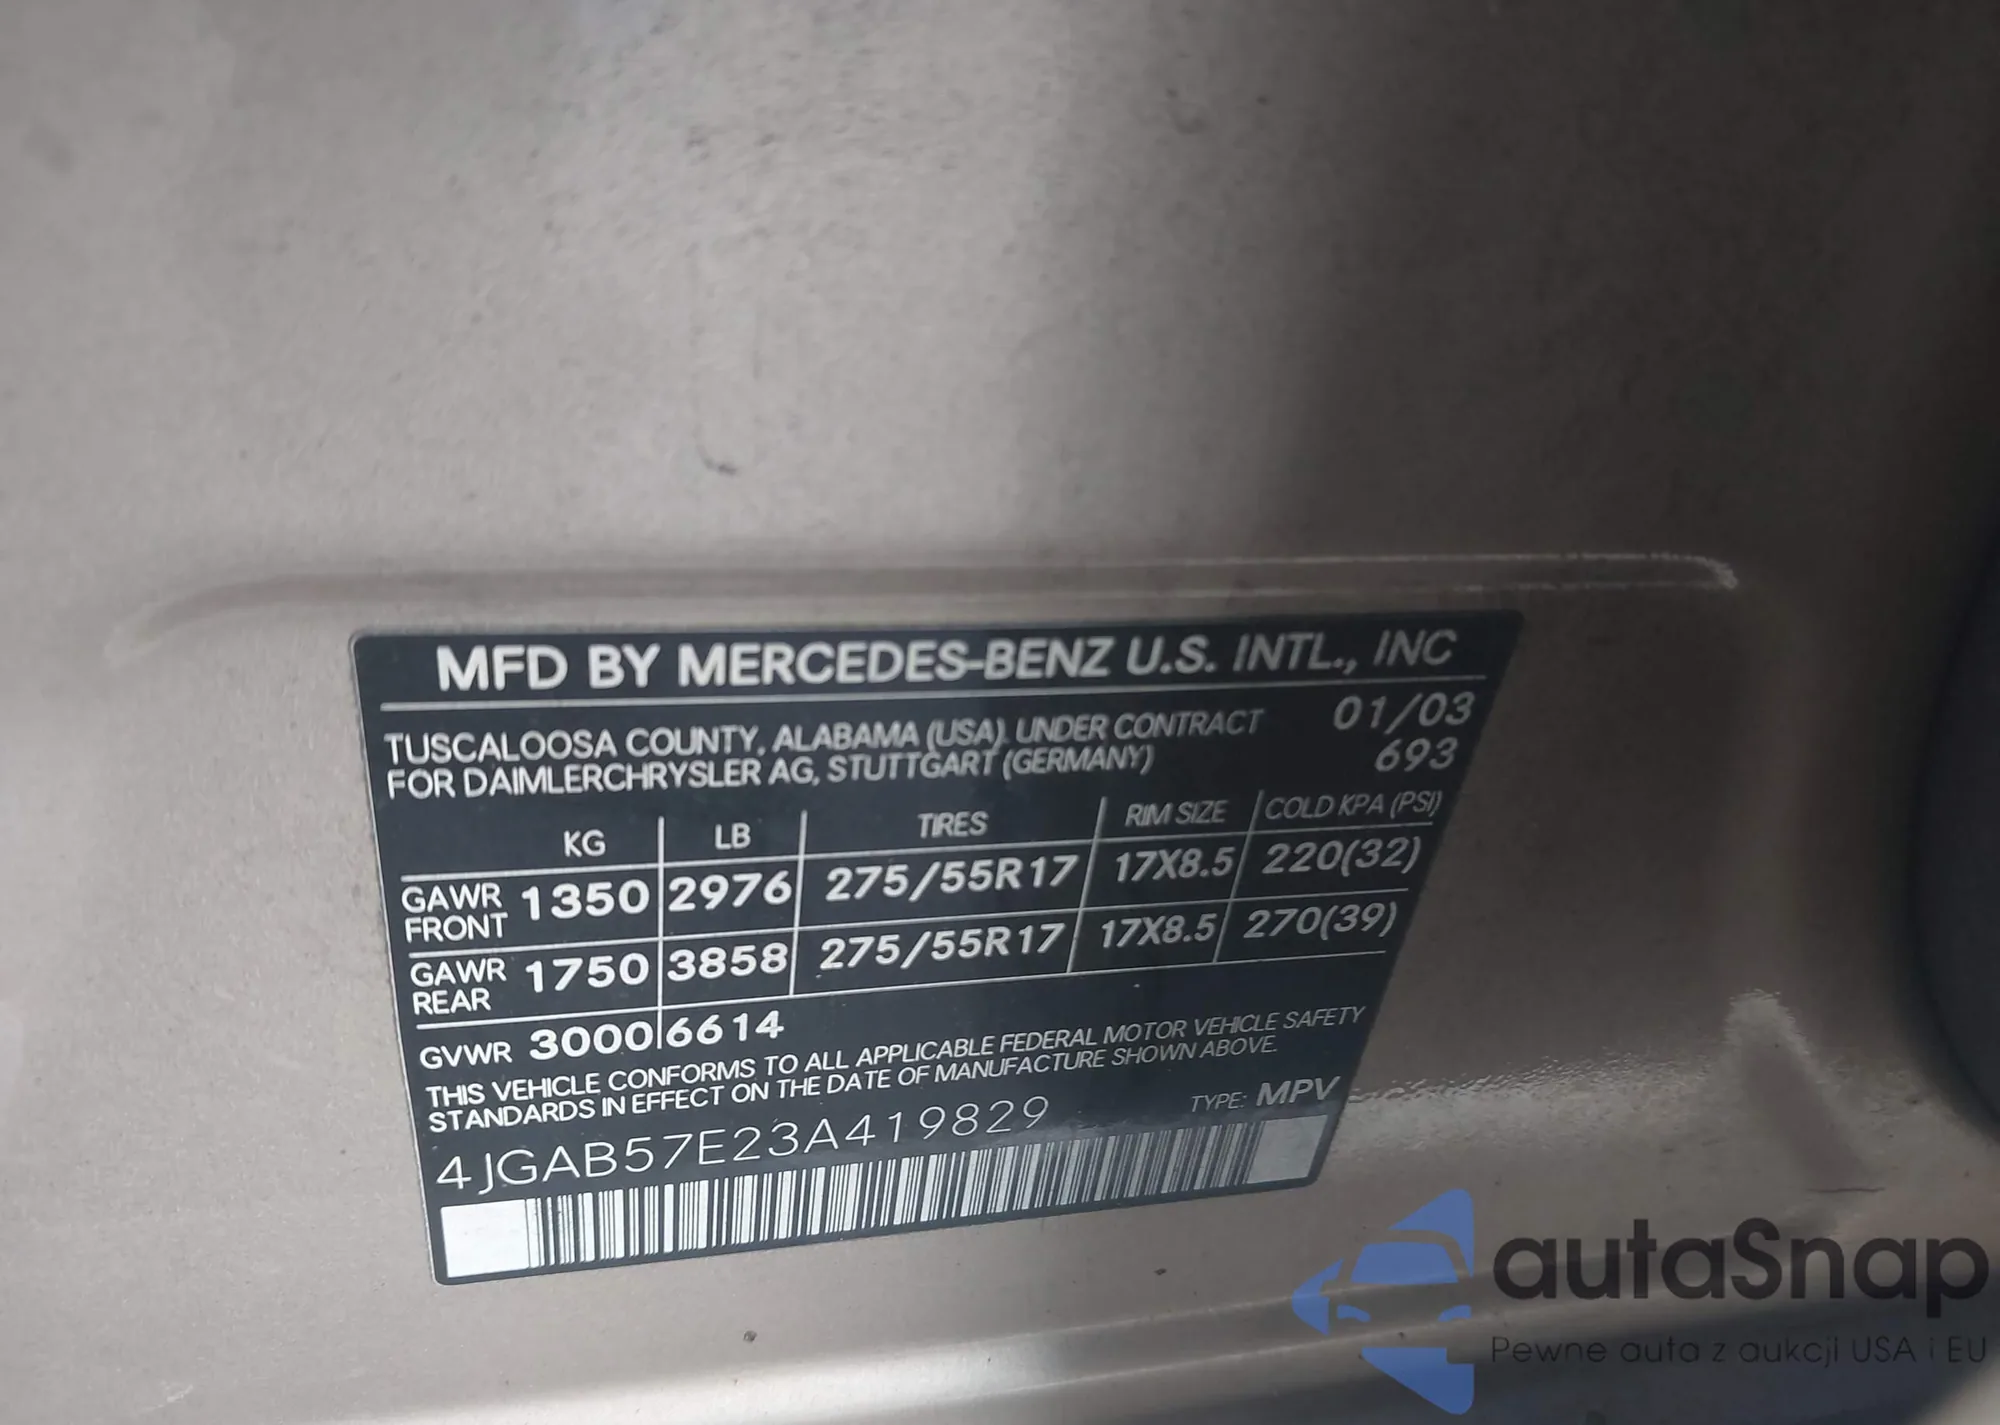 MFD BY MERCEDES-BENZ U.S. INTL., INC
TUSCALOOSA COUNTY, ALABAMA (USA) UNDER CONTRACT 01/03
FOR DAIMLERCHRYSLER AG, STUTTGART (GERMANY) 693
KG LB TIRES RIM SIZE COLD KPA (PSI)
GAWR FRONT 1350 2976 275/55R17 17X8.5 220(32)
GAWR REAR 1750 3858 275/55R17 17X8.5 270(39)
GVWR 3000 6614
THIS VEHICLE CONFORMS TO ALL APPLICABLE FEDERAL MOTOR VEHICLE SAFETY
STANDARDS IN EFFECT ON THE DATE OF MANUFACTURE SHOWN ABOVE.
4JGAB57E23A419829 TYPE: MPV
autaSnap
Pewne auta z aukcji USA i EU